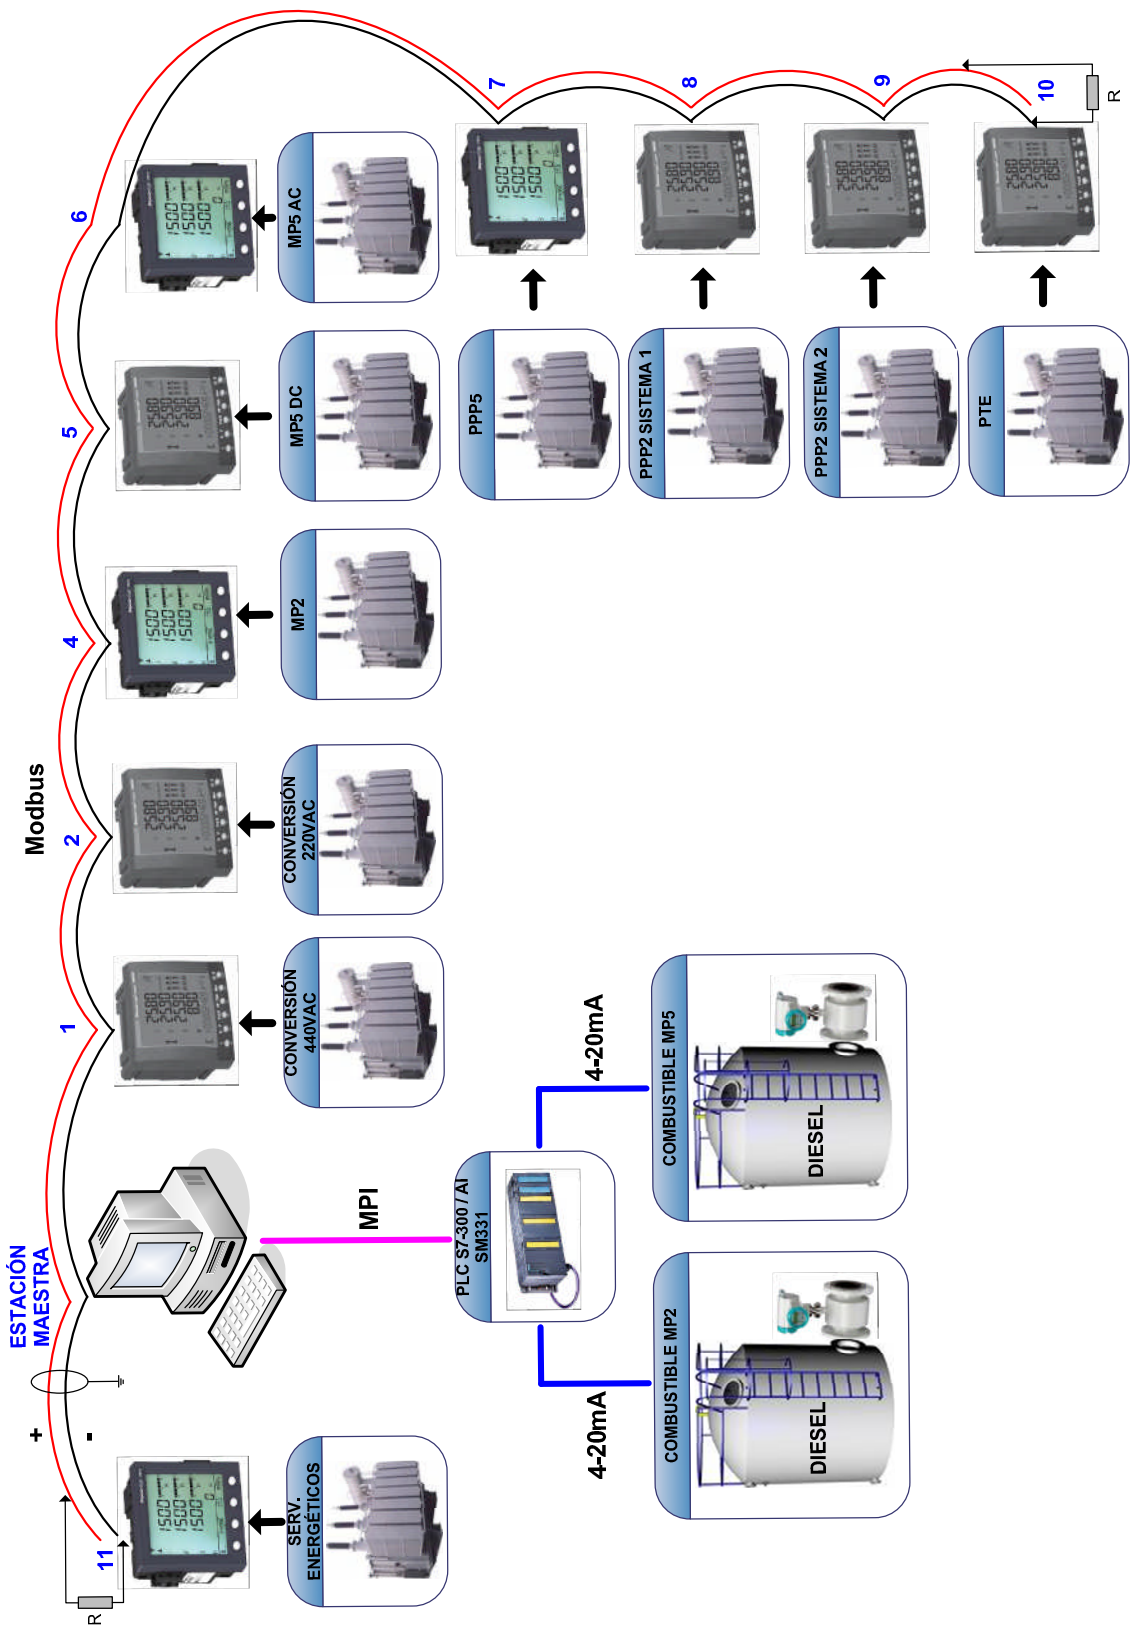 ESTACIÓN
MAESTRA
Modbus
+
-
R
11
1
2
4
5
6
7
8
9
10
R
SERV.
ENERGÉTICOS
CONVERSIÓN
440VAC
CONVERSIÓN
220VAC
MP2
MP5 DC
MP5 AC
PPP5
PPP2 SISTEMA 1
PPP2 SISTEMA 2
PTE
MPI
PLC S7-300 / AI
SM331
4-20mA
4-20mA
COMBUSTIBLE MP2
DIESEL
COMBUSTIBLE MP5
DIESEL